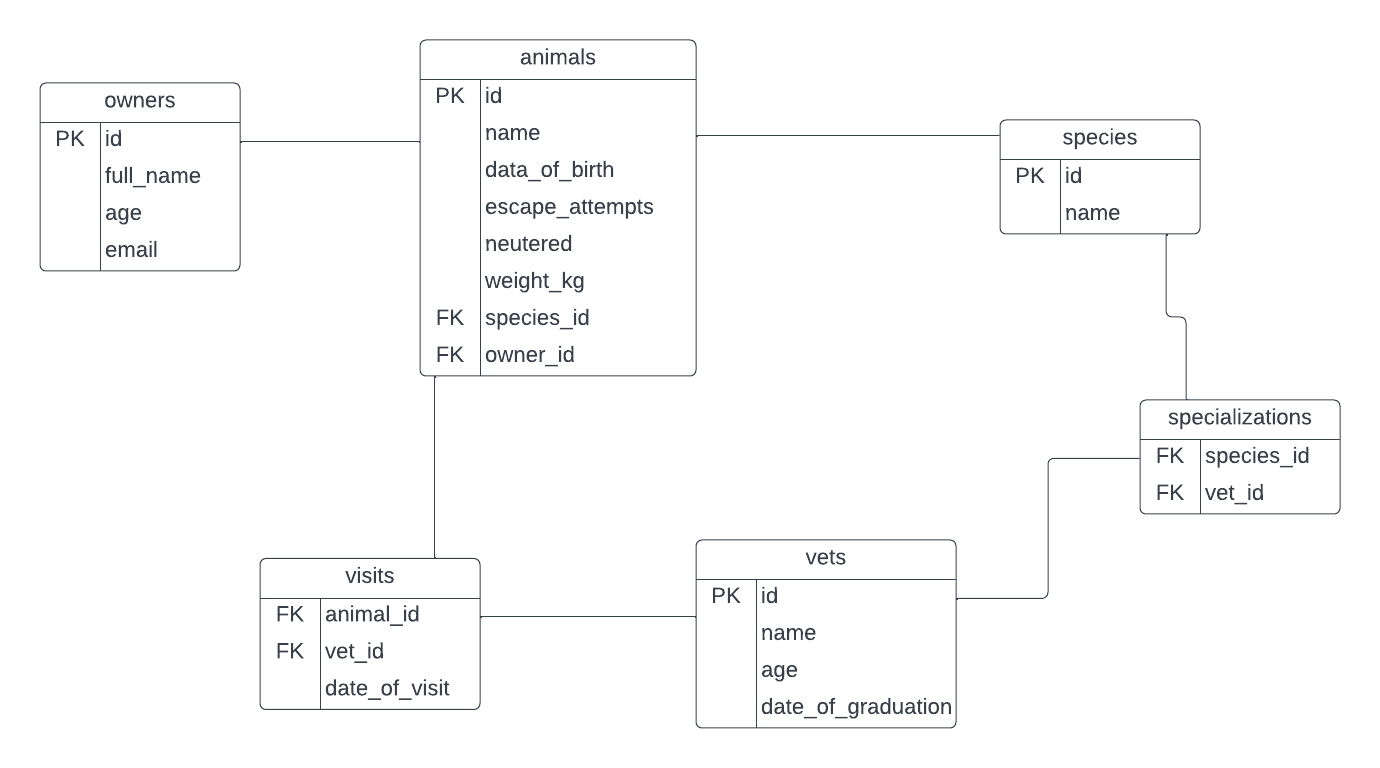 owners
PK id
full_name
age
email
animals
PK id
name
data_of_birth
escape_attempts
neutered
weight_kg
FK species_id
FK owner_id
species
PK id
name
specializations
FK species_id
FK vet_id
visits
FK animal_id
FK vet_id
date_of_visit
vets
PK id
name
age
date_of_graduation